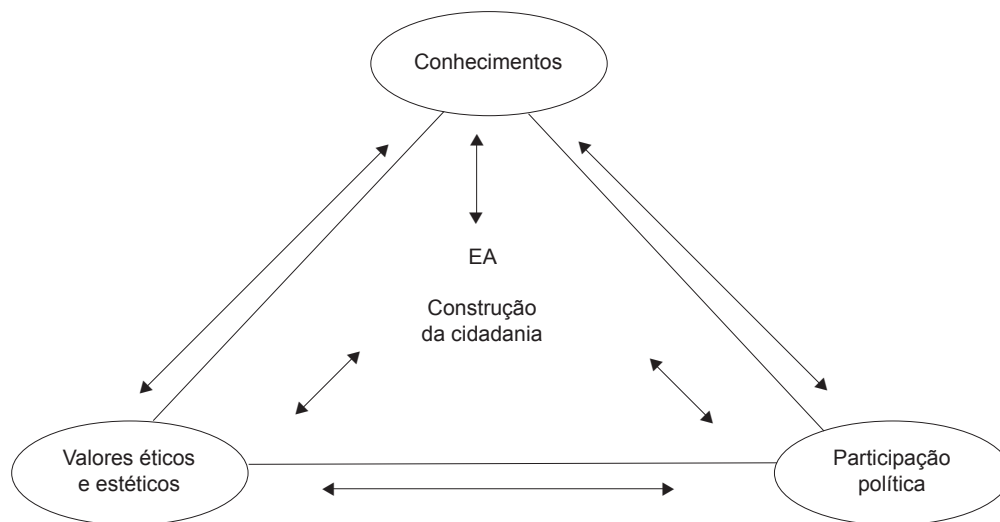 Conhecimentos
EA
Construção
da cidadania
Valores éticos
e estéticos
Participação
política